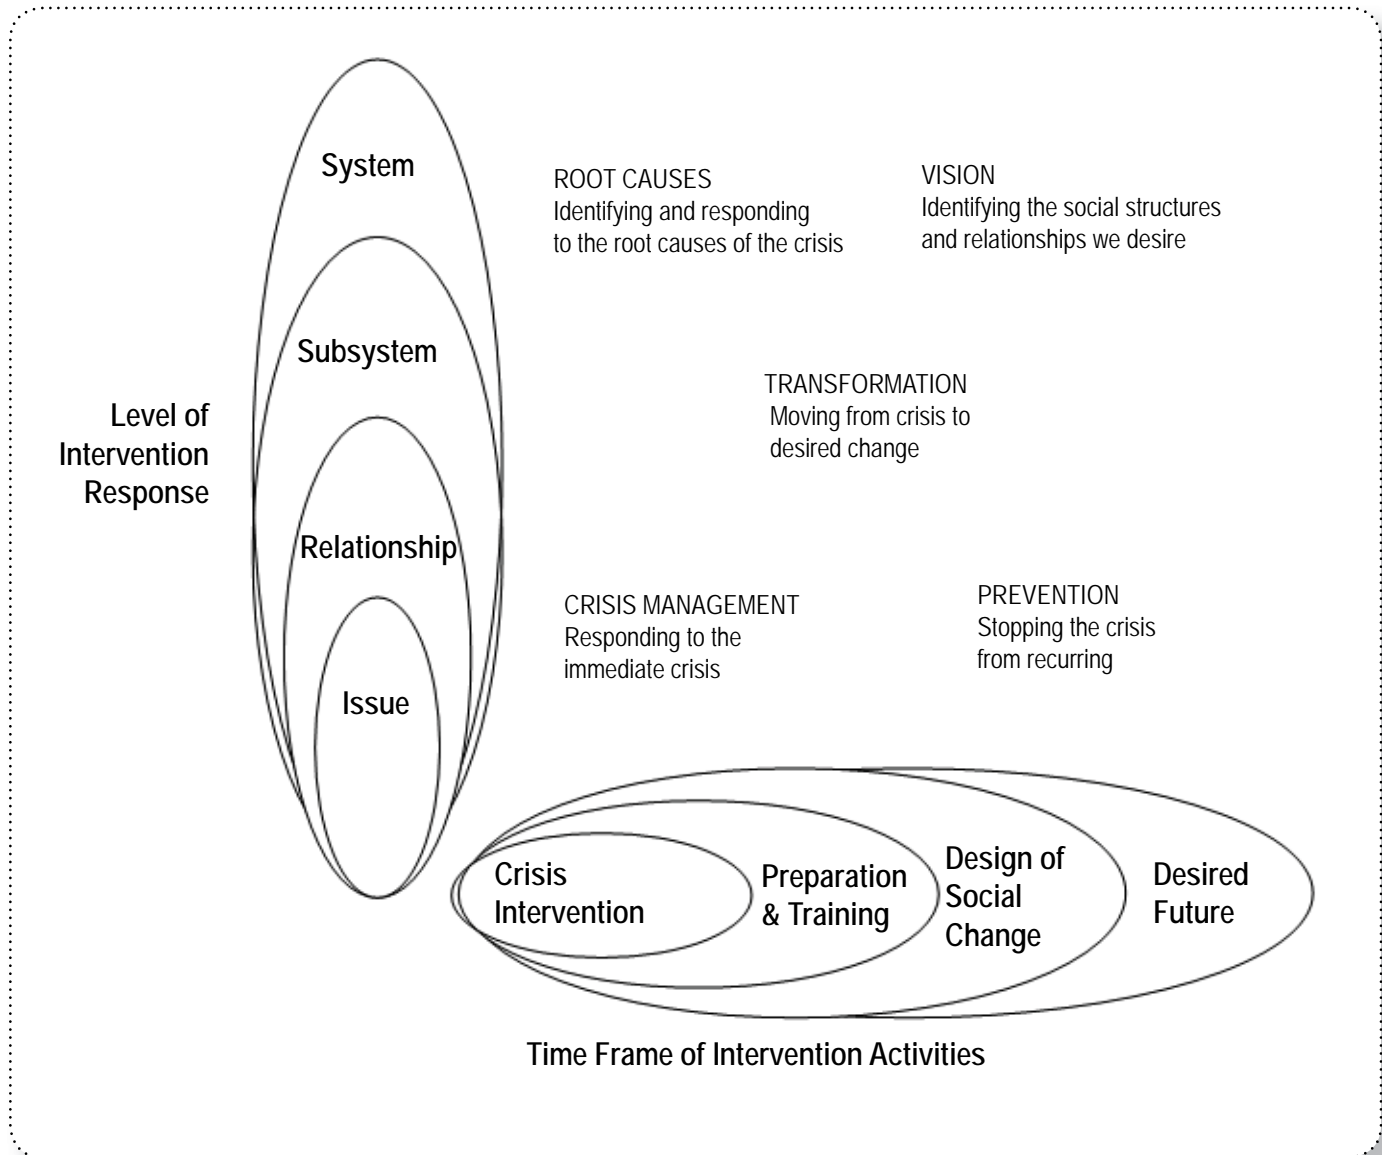 System
ROOT CAUSES
Identifying and responding
to the root causes of the crisis
VISION
Identifying the social structures
and relationships we desire
Subsystem
Level of
Intervention
Response
TRANSFORMATION
Moving from crisis to
desired change
Relationship
CRISIS MANAGEMENT
Responding to the
immediate crisis
PREVENTION
Stopping the crisis
from recurring
Issue
Crisis
Intervention
Preparation
& Training
Design of
Social
Change
Desired
Future
Time Frame of Intervention Activities